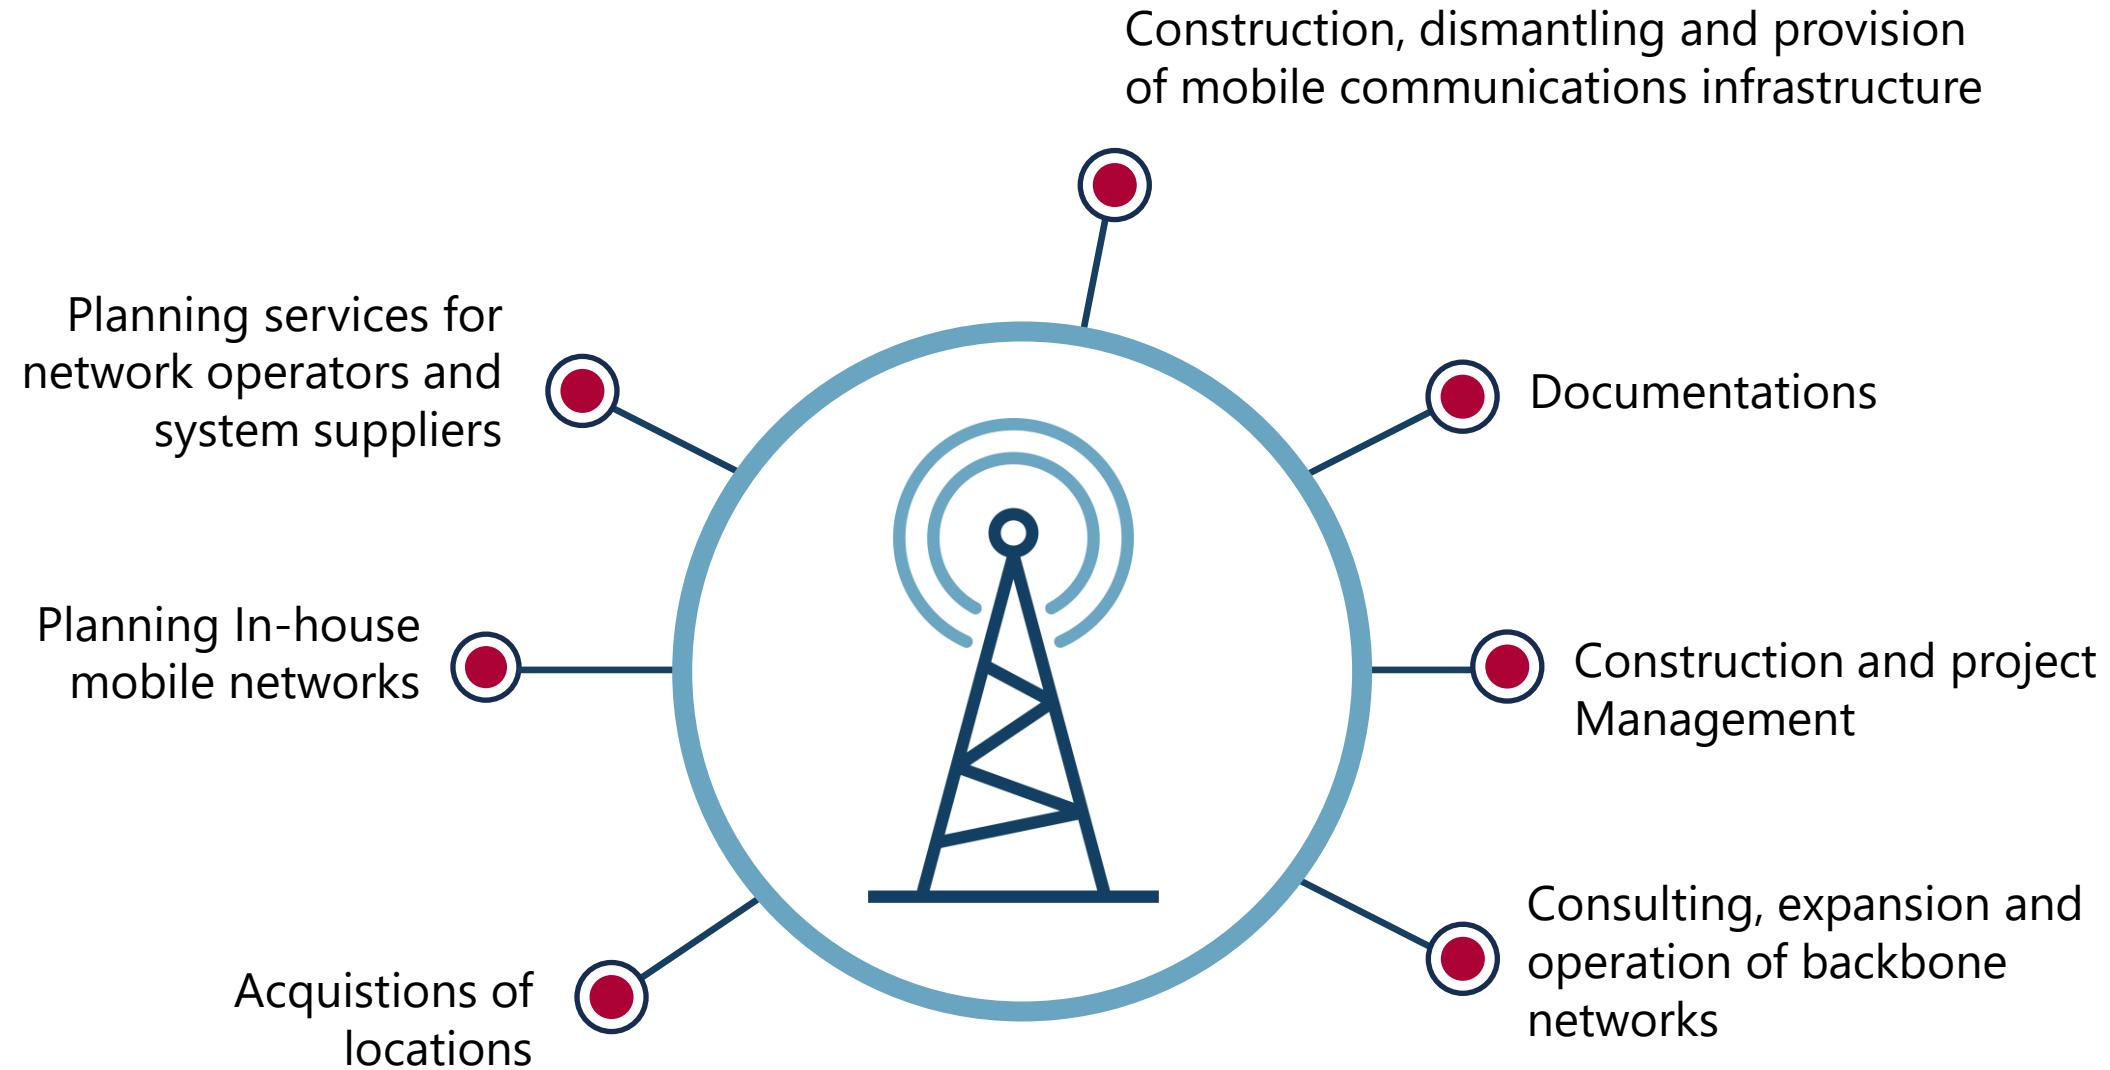 Construction, dismantling and provision
of mobile communications infrastructure
Planning services for
network operators and
system suppliers
Documentations
Planning In-house
mobile networks
Construction and project
Management
Consulting, expansion and
operation of backbone
networks
Acquistions of
locations